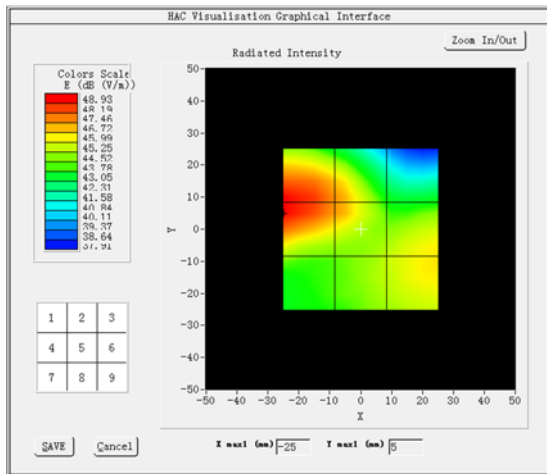 HAC Visualisation Graphical Interface
Zoom In/Out
Radiated Intensity
Colors Scale
E (dB (V/m))
48.93
48.19
47.46
46.72
45.99
45.25
44.52
43.78
43.05
42.31
41.58
40.84
40.11
39.37
38.64
37.91
50
40
30
20
10
0
-10
-20
-30
-40
-50
Y
-50 -40 -30 -20 -10 0 10 20 30 40 50
X
1 2 3
4 5 6
7 8 9
SAVE Cancel
X max1 (mm) -25 Y max1 (mm) 5